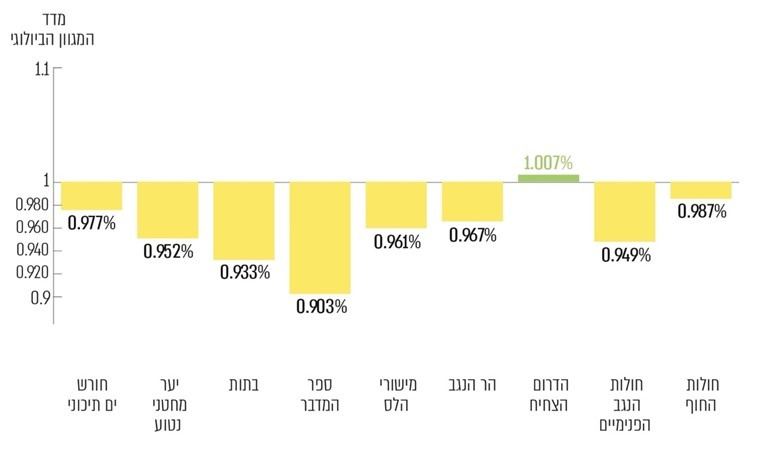 מדד
המגוון הביולוגי
1.1
1
0.980
0.960
0.940
0.920
0.9
0.977%
0.952%
0.933%
0.903%
0.961%
0.967%
1.007%
0.949%
0.987%
חורש
ים תיכוני
יער
מחטני
נטוע
בתות
ספר
המדבר
מישורי
הלס
הר הנגב
הדרום
הצחיח
חולות
הנגב
הפנימיים
חולות
החוף